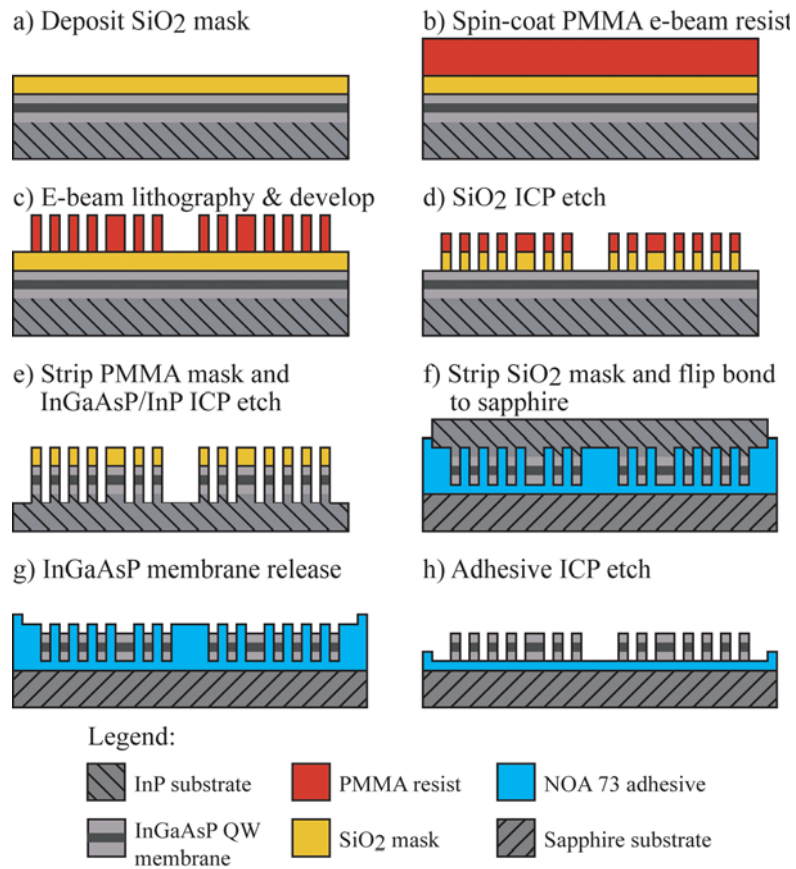 a) Deposit SiO2 mask
b) Spin-coat PMMA e-beam resist
c) E-beam lithography & develop
d) SiO2 ICP etch
e) Strip PMMA mask and
InGaAsP/InP ICP etch
f) Strip SiO2 mask and flip bond
to sapphire
g) InGaAsP membrane release
h) Adhesive ICP etch
Legend:
InP substrate
PMMA resist
NOA 73 adhesive
InGaAsP QW
membrane
SiO2 mask
Sapphire substrate